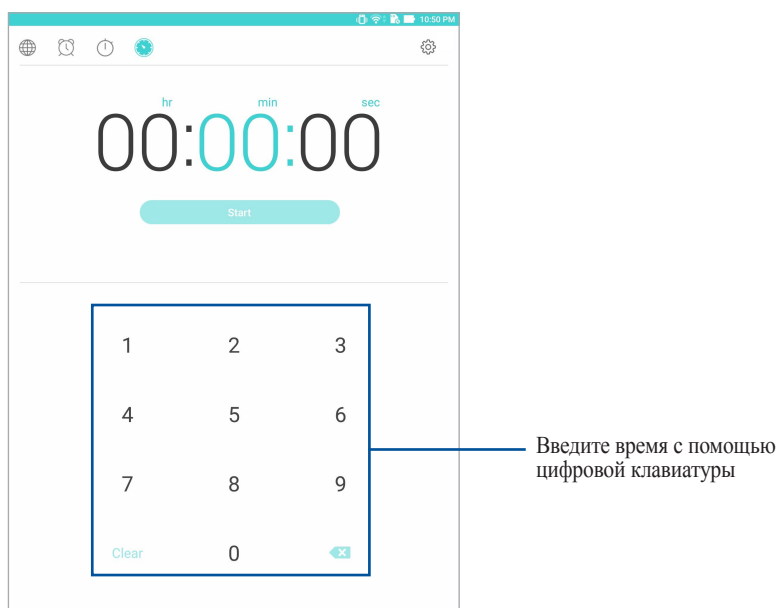 10:50 PM
hr min sec
00:00:00
Start
1 2 3
4 5 6
Введите время с помощью
цифровой клавиатуры
7 8 9
Clear 0